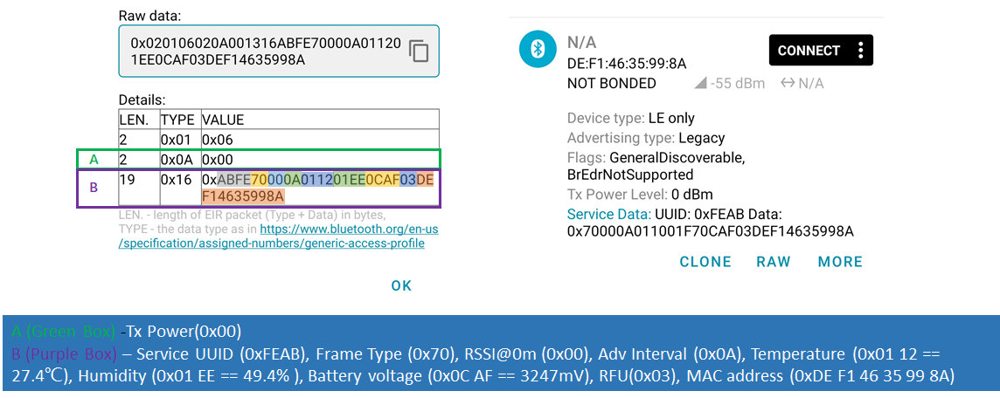 Raw data:
0x020106020A001316ABFE70000A01120
1EE0CAF03DEF14635998A
Details:
LEN. TYPE VALUE
2 0x01 0x06
A 2 0x0A 0x00
B 19 0x16 0xABFE70000A011201EE0CAF03DE
F14635998A
LEN. - length of EIR packet (Type + Data) in bytes,
TYPE - the data type as in https://www.bluetooth.org/en-us
/specification/assigned-numbers/generic-access-profile
OK
N/A
DE:F1:46:35:99:8A
NOT BONDED -55 dBm N/A
CONNECT
Device type: LE only
Advertising type: Legacy
Flags: GeneralDiscoverable,
BrEdrNotSupported
Tx Power Level: 0 dBm
Service Data: UUID: 0xFEAB Data:
0x70000A011001F70CAF03DEF14635998A
CLONE RAW MORE
A (Green Box) -Tx Power(0x00)
B (Purple Box) – Service UUID (0xFEAB), Frame Type (0x70), RSSI@0m (0x00), Adv Interval (0x0A), Temperature (0x01 12 ==
27.4℃), Humidity (0x01 EE == 49.4% ), Battery voltage (0x0C AF == 3247mV), RFU(0x03), MAC address (0xDE F1 46 35 99 8A)